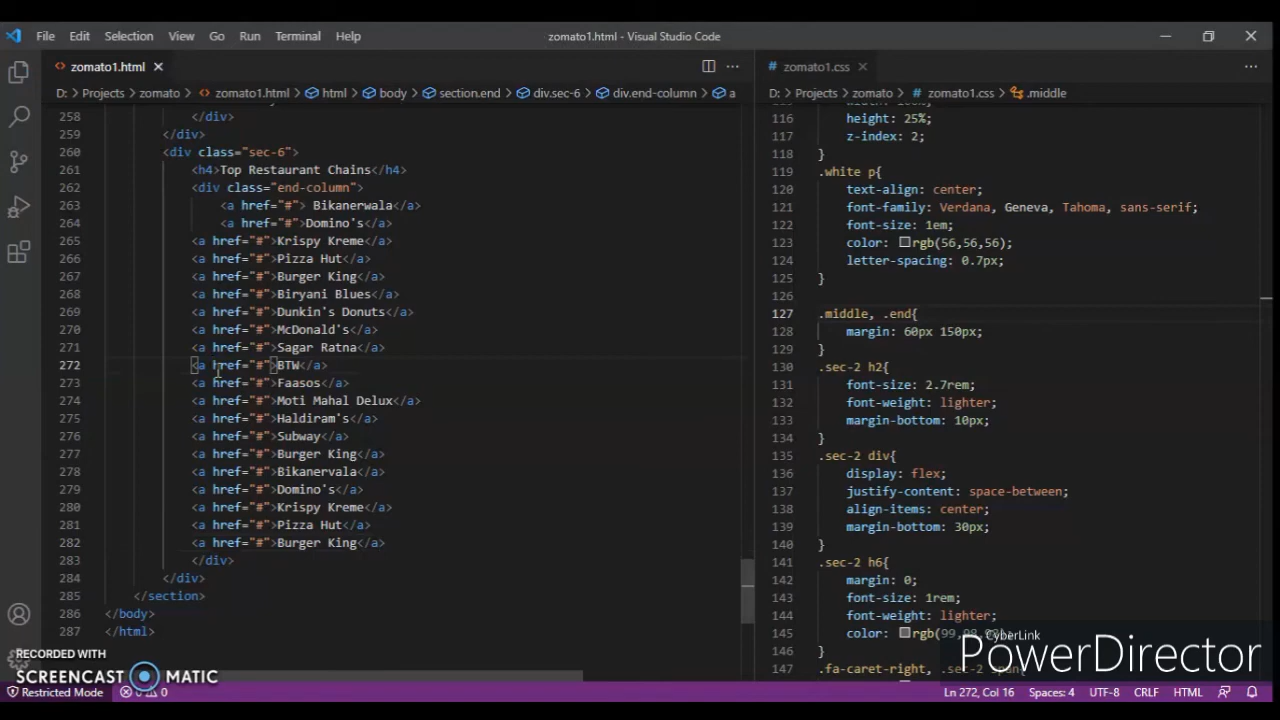 File Edit Selection View Go Run Terminal Help zomato1.html - Visual Studio Code
zomato1.html
D: > Projects > zomato > zomato1.html > html > body > section.end > div.sec-6 > div.end-column > a
258 </div>
259 </div>
260 <div class="sec-6">
261 <h4>Top Restaurant Chains</h4>
262 <div class="end-column">
263 <a href="#"> Bikanerwala</a>
264 <a href="#">Domino's</a>
265 <a href="#">Krispy Kreme</a>
266 <a href="#">Pizza Hut</a>
267 <a href="#">Burger King</a>
268 <a href="#">Biryani Blues</a>
269 <a href="#">Dunkin's Donuts</a>
270 <a href="#">McDonald's</a>
271 <a href="#">Sagar Ratna</a>
272 <a href="#">BTW</a>
273 <a href="#">Faasos</a>
274 <a href="#">Moti Mahal Delux</a>
275 <a href="#">Haldiram's</a>
276 <a href="#">Subway</a>
277 <a href="#">Burger King</a>
278 <a href="#">Bikanervala</a>
279 <a href="#">Domino's</a>
280 <a href="#">Krispy Kreme</a>
281 <a href="#">Pizza Hut</a>
282 <a href="#">Burger King</a>
283 </div>
284 </div>
285 </section>
286 </body>
287 </html>
zomato1.css
D: > Projects > zomato > zomato1.css > .middle
116 height: 25%;
117 z-index: 2;
118 }
119 .white p{
120 text-align: center;
121 font-family: Verdana, Geneva, Tahoma, sans-serif;
122 font-size: 1em;
123 color: rgb(56,56,56);
124 letter-spacing: 0.7px;
125 }
126
127 .middle, .end{
128 margin: 60px 150px;
129 }
130 .sec-2 h2{
131 font-size: 2.7rem;
132 font-weight: lighter;
133 margin-bottom: 10px;
134 }
135 .sec-2 div{
136 display: flex;
137 justify-content: space-between;
138 align-items: center;
139 margin-bottom: 30px;
140 }
141 .sec-2 h6{
142 margin: 0;
143 font-size: 1rem;
144 font-weight: lighter;
145 color:
146 }
147 .fa-caret-right, .sec-2 span{
RECORDED WITH
SCREENCAST MATIC
CyberLink
PowerDirector
Restricted Mode 0 0 Ln 272, Col 16 Spaces: 4 UTF-8 CRLF HTML